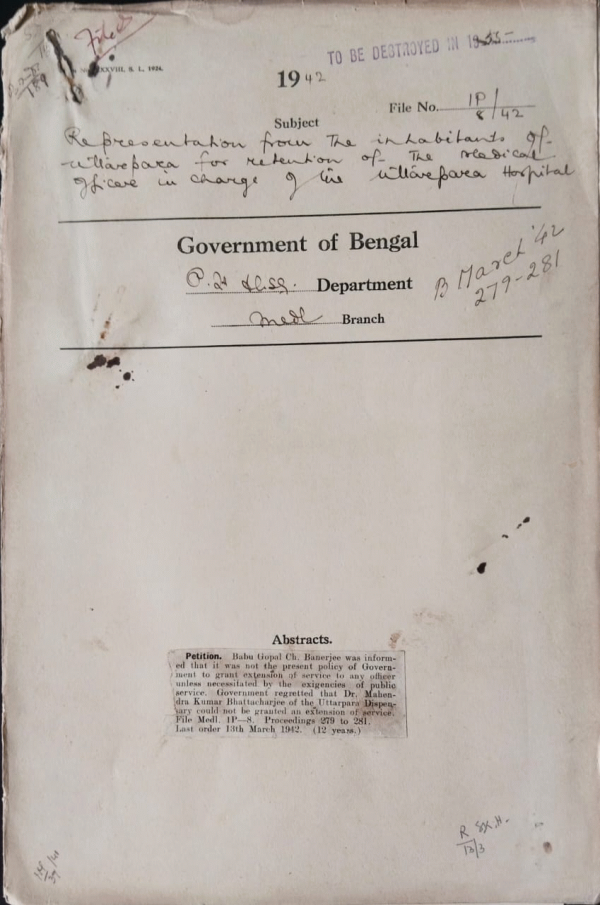 Filed
XXVIII. S. L. 1934.
TO BE DESTROYED IN 1955
1942
File No. 1P/8/42
Subject
Representation from the inhabitants of
Uttarpara for retention of the Medical
Officer in charge of the Uttarpara Hospital
Government of Bengal
Department
B March '42
279-281
Medl Branch
Abstracts.
Petition. Babu Gopal Ch. Banerjee was inform-
ed that it was not the present policy of Govern-
ment to grant extension of service to any officer
unless necessitated by the exigencies of public
service. Government regretted that Dr. Mahen-
dra Kumar Bhattacharjee of the Uttarpara Dispen-
sary could not be granted an extension of service.
File Medl. 1P—8. Proceedings 279 to 281.
Last order 13th March 1942. (12 years.)
13/3